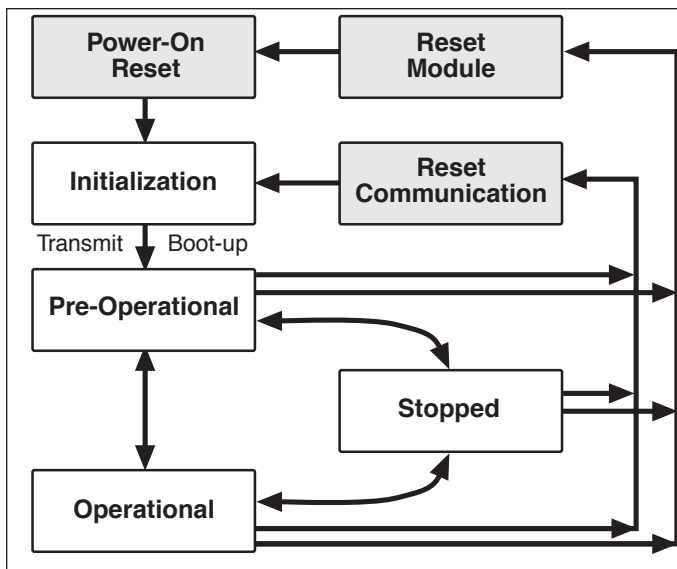 Power-On
Reset
Reset
Module
Initialization
Reset
Communication
Transmit Boot-up
Pre-Operational
Stopped
Operational